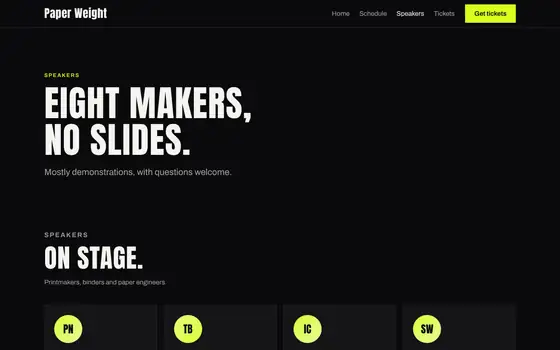 Paper Weight
Home Schedule Speakers Tickets Get tickets
SPEAKERS
EIGHT MAKERS,
NO SLIDES.
Mostly demonstrations, with questions welcome.
SPEAKERS
ON STAGE.
Printmakers, binders and paper engineers
PN TB IC SW